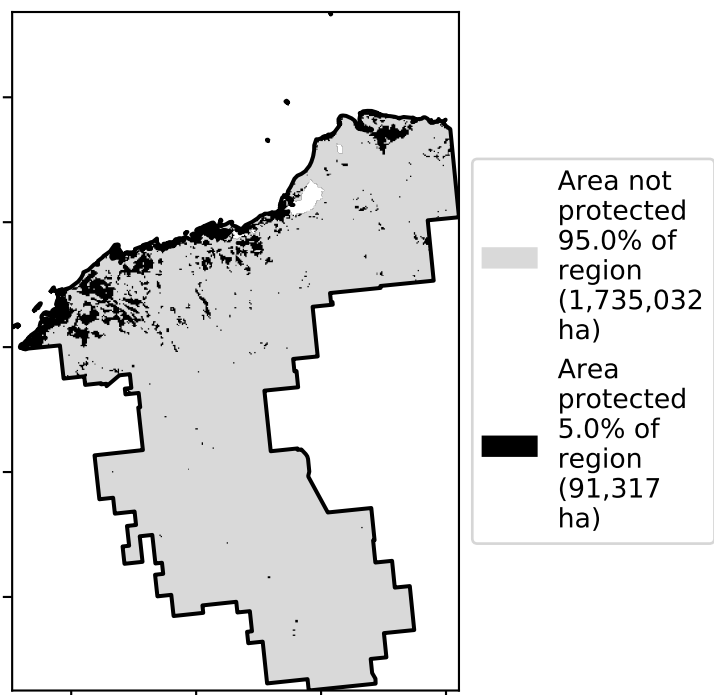 Area not
protected
95.0% of
region
(1,735,032
ha)
Area
protected
5.0% of
region
(91,317
ha)